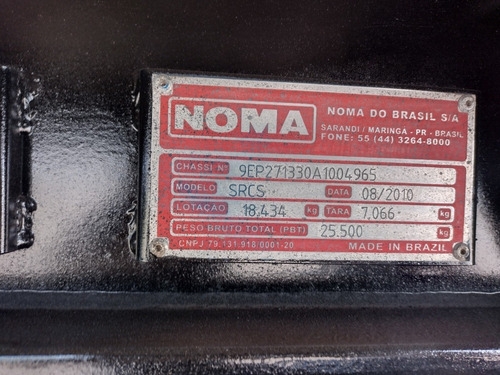 NOMA
NOMA DO BRASIL S/A
SARANDI / MARINGA - PR - BRASIL
FONE: 55 (44) 3264-8000
CHASSI Nº 9EP271330A1004965
MODELO SRCS DATA 08/2010
LOTAÇÃO 18.434 kg TARA 7.066 kg
PESO BRUTO TOTAL (PBT) 25.500 kg
CNPJ 79.131.918/0001-20 MADE IN BRAZIL